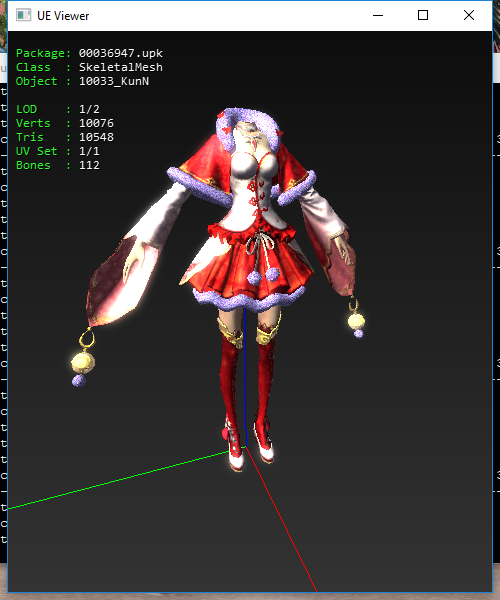 UE Viewer
Package: 00036947.upk
Class : SkeletalMesh
Object : 10033_KunN
LOD : 1/2
Verts : 10076
Tris : 10548
UV Set : 1/1
Bones : 112